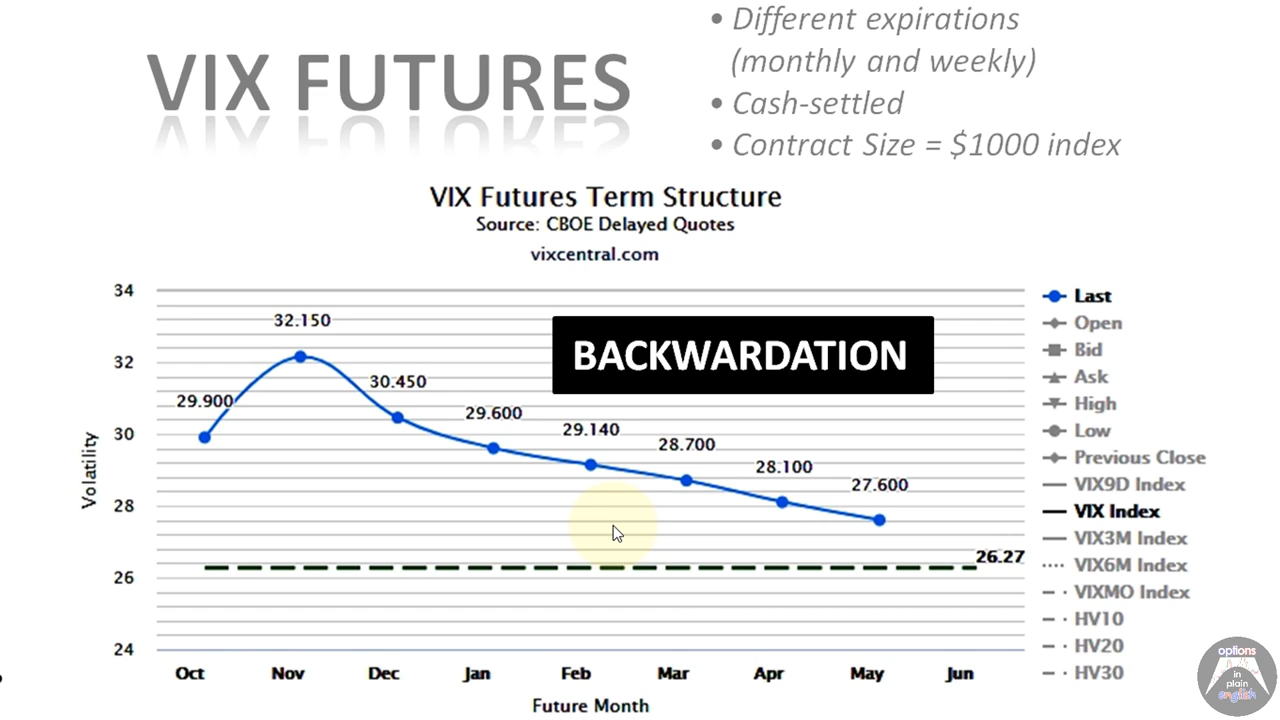 VIX FUTURES
• Different expirations
(monthly and weekly)
• Cash-settled
• Contract Size = $1000 index
VIX Futures Term Structure
Source: CBOE Delayed Quotes
vixcentral.com
BACKWARDATION
Volatility
34
32
30
28
26
24
29.900
32.150
30.450
29.600
29.140
28.700
28.100
27.600
26.27
Oct
Nov
Dec
Jan
Feb
Mar
Apr
May
Jun
Future Month
Last
Open
Bid
Ask
High
Low
Previous Close
VIX9D Index
VIX Index
VIX3M Index
VIX6M Index
VIXMO Index
HV10
HV20
HV30
options
in
plain
english